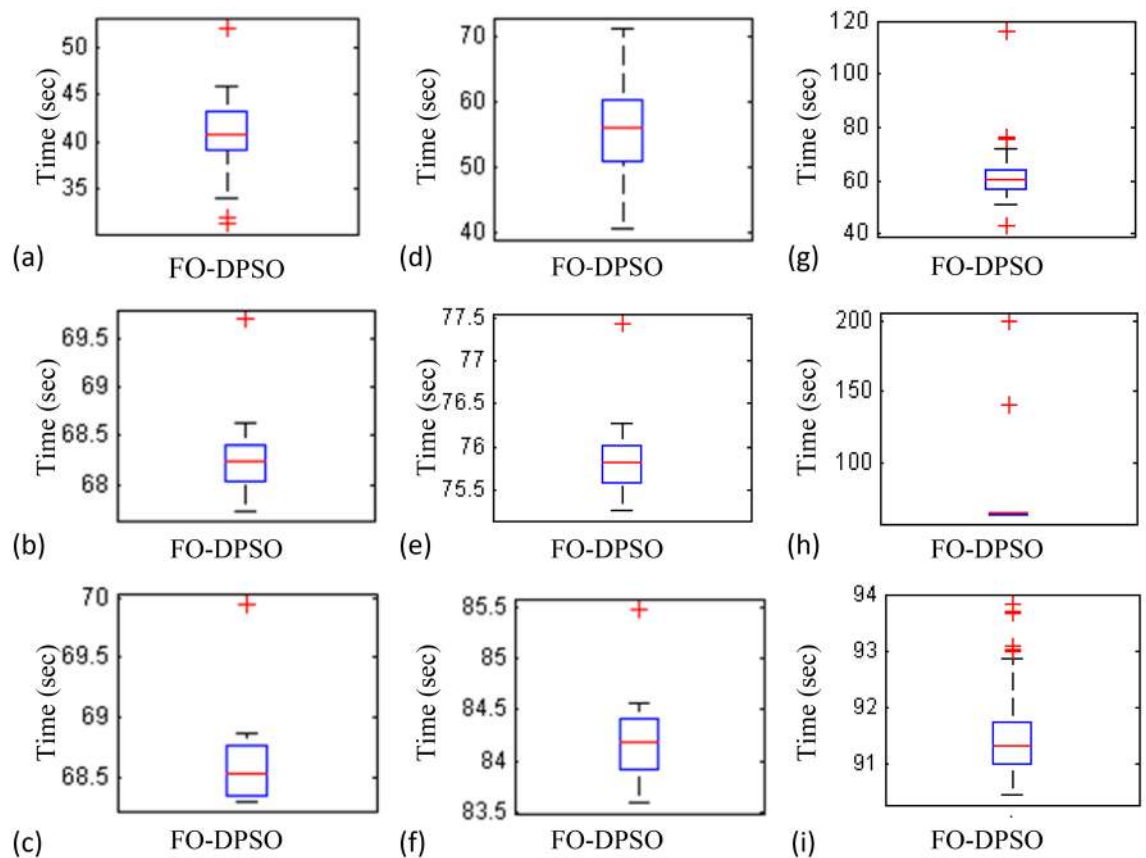 50
45
40
35
Time (sec)
(a)
FO-DPSO
70
60
50
40
Time (sec)
(d)
FO-DPSO
120
100
80
60
40
Time (sec)
(g)
FO-DPSO
69.5
69
68.5
68
Time (sec)
(b)
FO-DPSO
77.5
77
76.5
76
75.5
Time (sec)
(e)
FO-DPSO
200
150
100
Time (sec)
(h)
FO-DPSO
70
69.5
69
68.5
Time (sec)
(c)
FO-DPSO
85.5
85
84.5
84
83.5
Time (sec)
(f)
FO-DPSO
94
93
92
91
Time (sec)
(i)
FO-DPSO